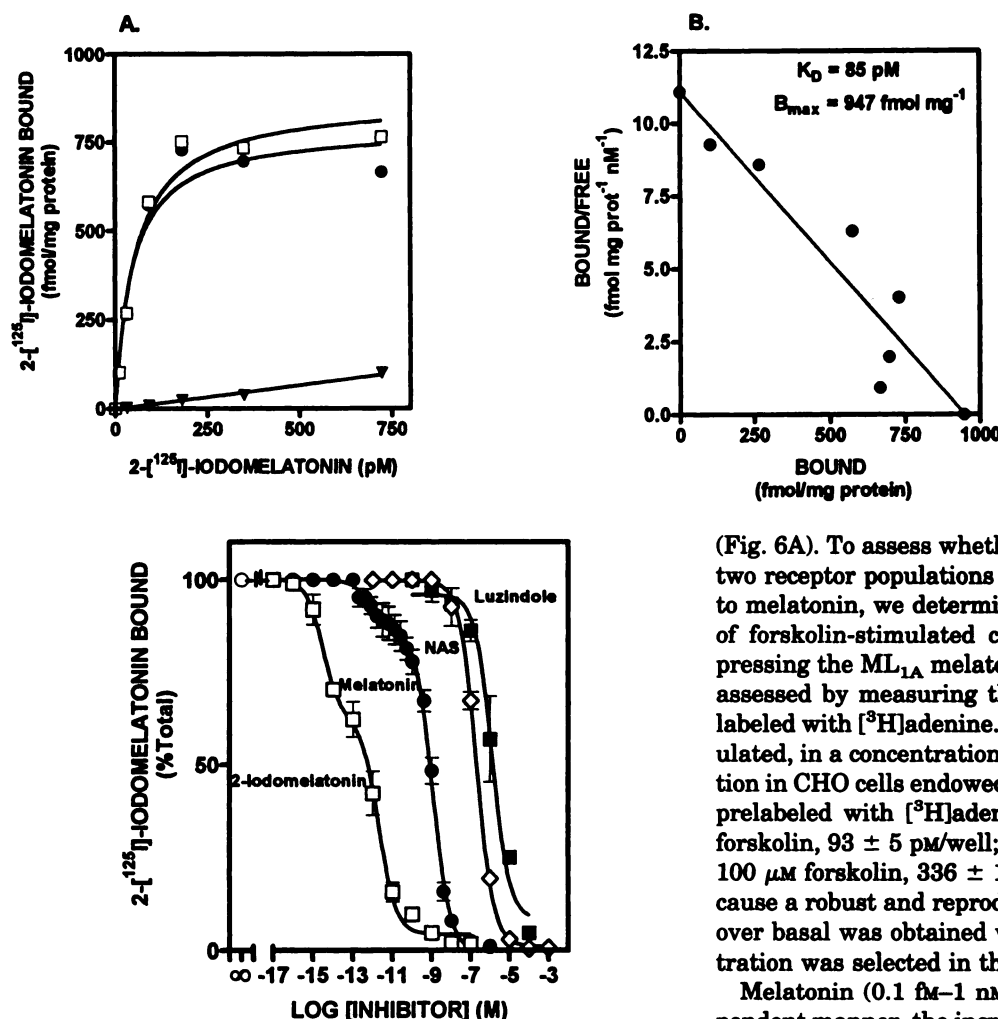 A.
1000
750
500
250
0
0
250
500
750
2-[125I]-IODOMELATONIN BOUND
(fmol/mg protein)
2-[125I]-IODOMELATONIN (pM)
B.
12.5
10.0
7.5
5.0
2.5
0.0
0
250
500
750
1000
KD = 85 pM
Bmax = 947 fmol mg-1
BOUND/FREE
(fmol mg prot-1 nM-1)
BOUND
(fmol/mg protein)
100
50
0
∞
-17
-15
-13
-11
-9
-7
-5
-3
Luzindole
NAS
Melatonin
2-Iodomelatonin
2-[125I]-IODOMELATONIN BOUND
(%Total)
LOG [INHIBITOR] (M)
(Fig. 6A). To assess wheth
two receptor populations
to melatonin, we determin
of forskolin-stimulated c
pressing the ML1A melato
assessed by measuring th
labeled with [3H]adenine.
ulated, in a concentration
tion in CHO cells endowed
prelabeled with [3H]aden
forskolin, 93 ± 5 pM/well;
100 μM forskolin, 336 ± 1
cause a robust and reprod
over basal was obtained w
tration was selected in th
Melatonin (0.1 fM–1 nM